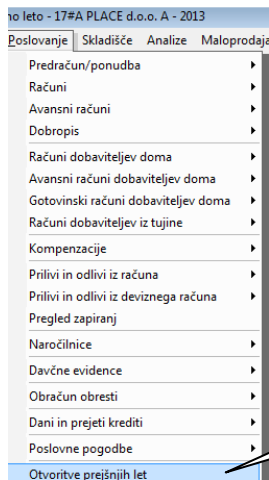 no leto - 17#A PLACE d.o.o. A - 2013
Poslovanje Skladišče Analize Maloprodaja
Predračun/ponudba
Računi
Avansni računi
Dobropis
Računi dobaviteljev doma
Avansni računi dobaviteljev doma
Gotovinski računi dobaviteljev doma
Računi dobaviteljev iz tujine
Kompenzacije
Prilivi in odlivi iz računa
Prilivi in odlivi iz deviznega računa
Pregled zapiranj
Naročilnice
Davčne evidence
Obračun obresti
Dani in prejeti krediti
Poslovne pogodbe
Otvoritve prejšnjih let